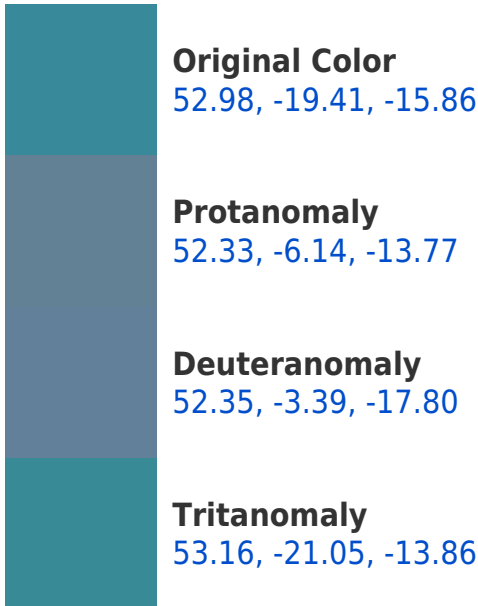 Original Color
52.98, -19.41, -15.86
Protanomaly
52.33, -6.14, -13.77
Deuteranomaly
52.35, -3.39, -17.80
Tritanomaly
53.16, -21.05, -13.86